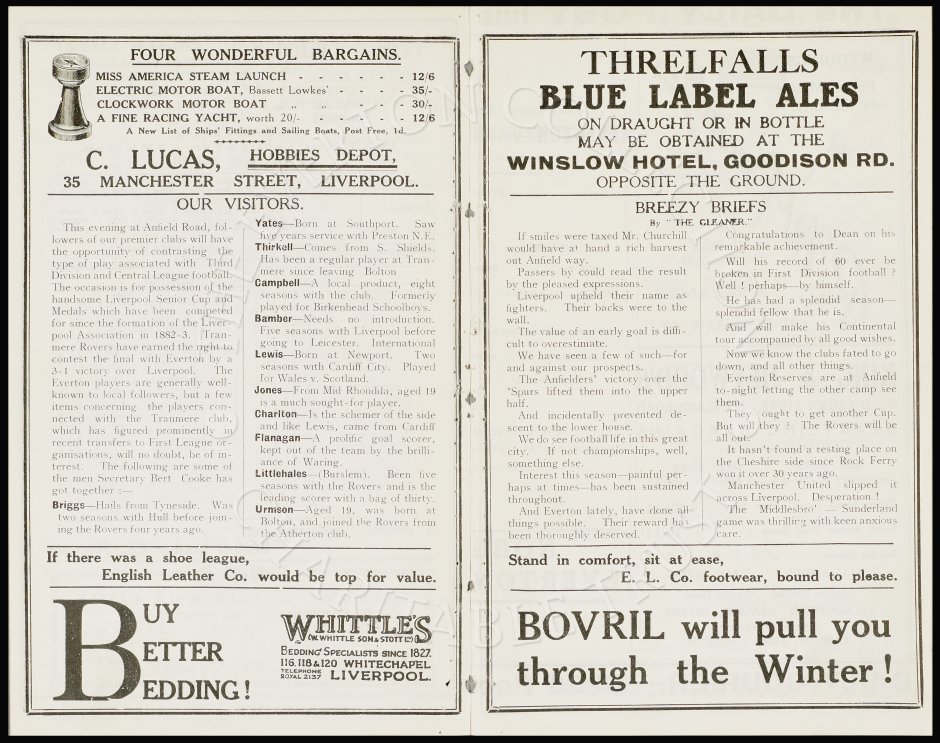 FOUR WONDERFUL BARGAINS.
MISS AMERICA STEAM LAUNCH - - - - - - 12/6
ELECTRIC MOTOR BOAT, Bassett Lowkes' - - - - 35/-
CLOCKWORK MOTOR BOAT „ „ - - - - 30/-
A FINE RACING YACHT, worth 20/- - - - - - 12/6
A New List of Ships' Fittings and Sailing Boats, Post Free, 1d.
C. LUCAS, HOBBIES DEPOT,
35 MANCHESTER STREET, LIVERPOOL.
OUR VISITORS.
This evening at Anfield Road, fol-
lowers of our premier clubs will have
the opportunity of contrasting the
type of play associated with Third
Division and Central League football.
The occasion is for possession of the
handsome Liverpool Senior Cup and
Medals which have been competed
for since the formation of the Liver-
pool Association in 1882-3. Tran-
mere Rovers have earned the right to
contest the final with Everton by a
3-1 victory over Liverpool. The
Everton players are generally well-
known to local followers, but a few
items concerning the players con-
nected with the Tranmere club,
which has figured prominently in
recent transfers to First League or-
ganisations, will no doubt, be of in-
terest. The following are some of
the men Secretary Bert Cooke has
got together :—
Briggs—Hails from Tyneside. Was
two seasons with Hull before join-
ing the Rovers four years ago.
Yates—Born at Southport. Saw
five years service with Preston N.E.
Thirkell—Comes from S. Shields.
Has been a regular player at Tran-
mere since leaving Bolton
Campbell—A local product, eight
seasons with the club. Formerly
played for Birkenhead Schoolboys.
Bamber—Needs no introduction.
Five seasons with Liverpool before
going to Leicester. International
Lewis—Born at Newport. Two
seasons with Cardiff City. Played
for Wales v. Scotland.
Jones—From Mid Rhondda, aged 19
is a much sought-for player.
Chariton—Is the schemer of the side
and like Lewis, came from Cardiff
Flanagan—A prolific goal scorer,
kept out of the team by the brilli-
ance of Waring.
Littlehales—(Burslem). Been five
seasons with the Rovers and is the
leading scorer with a bag of thirty.
Urmson—Aged 19, was born at
Bolton, and joined the Rovers from
the Atherton club.
If there was a shoe league,
English Leather Co. would be top for value.
BUY
BETTER
BEDDING!
WHITTLE'S
(W. WHITTLE SON & STOTT LTD)
BEDDING SPECIALISTS SINCE 1827.
116, 118 & 120 WHITECHAPEL
TELEPHONE ROYAL 2137 LIVERPOOL.
THRELFALLS
BLUE LABEL ALES
ON DRAUGHT OR IN BOTTLE
MAY BE OBTAINED AT THE
WINSLOW HOTEL, GOODISON RD.
OPPOSITE THE GROUND.
BREEZY BRIEFS
By "THE GLEANER."
If smiles were taxed Mr. Churchill
would have at hand a rich harvest
out Anfield way.
Passers by could read the result
by the pleased expressions.
Liverpool upheld their name as
fighters. Their backs were to the
wall.
The value of an early goal is diffi-
cult to overestimate.
We have seen a few of such—for
and against our prospects.
The Anfielders' victory over the
'Spurs lifted them into the upper
half.
And incidentally prevented de-
scent to the lower house.
We do see football life in this great
city. If not championships, well,
something else.
Interest this season—painful per-
haps at times—has been sustained
throughout.
And Everton lately, have done all
things possible. Their reward has
been thoroughly deserved.
Congratulations to Dean on his
remarkable achievement.
Will his record of 60 ever be
broken in First Division football ?
Well ! perhaps—by himself.
He has had a splendid season—
splendid fellow that he is.
And will make his Continental
tour accompanied by all good wishes.
Now we know the clubs fated to go
down, and all other things.
Everton Reserves are at Anfield
to-night letting the other camp see
them.
They ought to get another Cup.
But will they ? The Rovers will be
all out.
It hasn't found a resting place on
the Cheshire side since Rock Ferry
won it over 30 years ago.
Manchester United slipped it
across Liverpool. Desperation !
The Middlesbro' — Sunderland
game was thrilling with keen anxious
care.
Stand in comfort, sit at ease,
E. L. Co. footwear, bound to please.
BOVRIL will pull you
through the Winter !